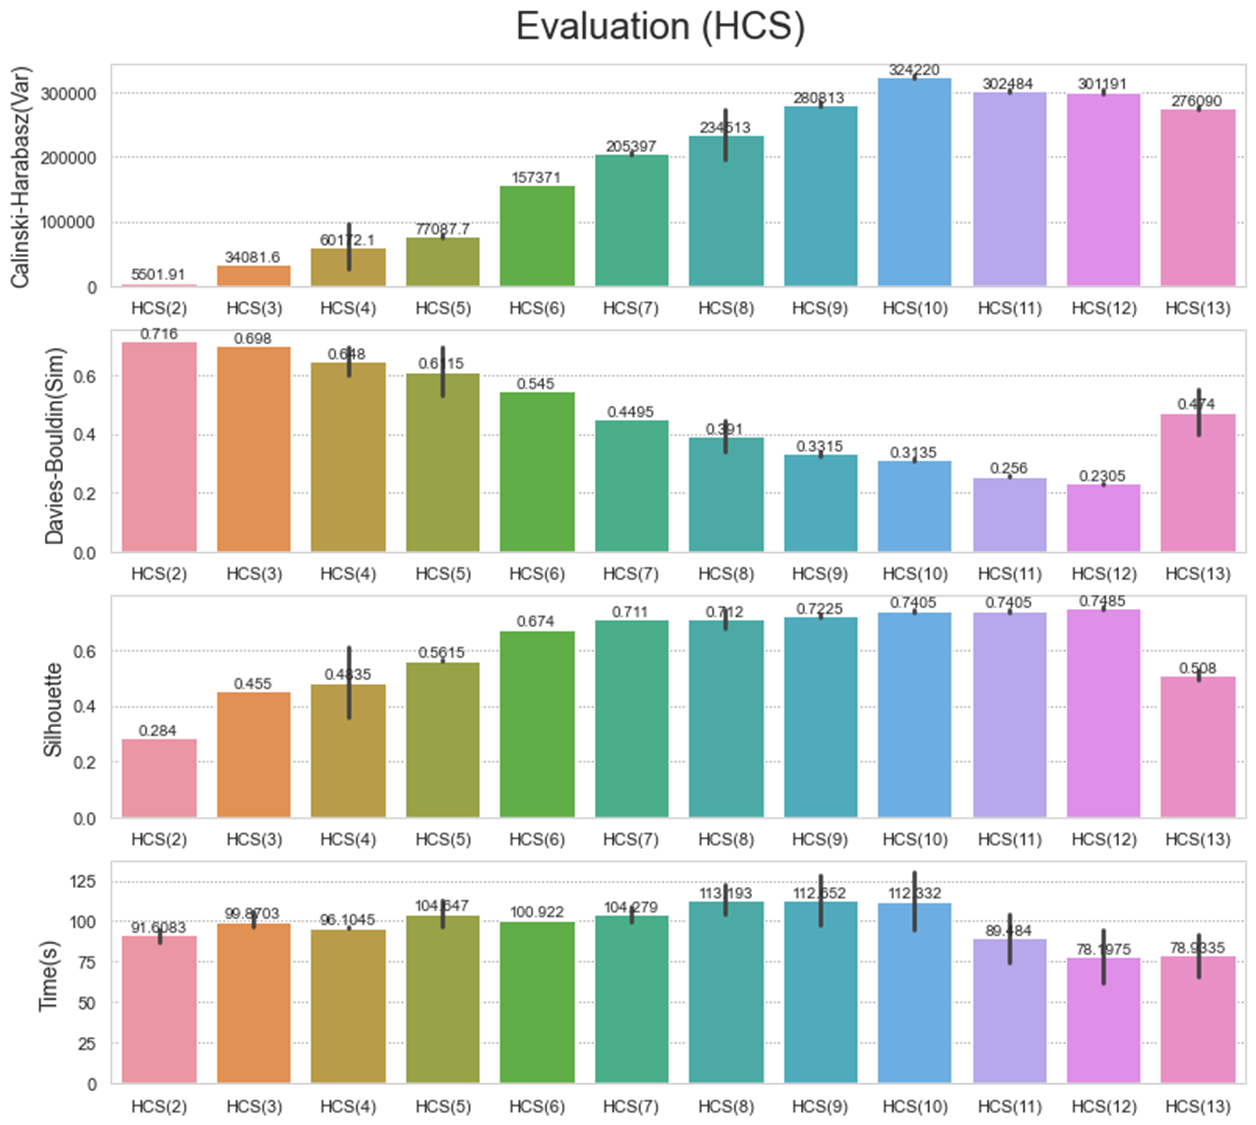 Evaluation (HCS)
Calinski-Harabasz(Var)
300000
200000
100000
0
5501.91 34081.6 60172.1 77087.7 157371 205397 234513 280813 324220 302484 301191 276090
HCS(2) HCS(3) HCS(4) HCS(5) HCS(6) HCS(7) HCS(8) HCS(9) HCS(10) HCS(11) HCS(12) HCS(13)
Davies-Bouldin(Sim)
0.6
0.4
0.2
0.0
0.716 0.698 0.648 0.6115 0.545 0.4495 0.391 0.3315 0.3135 0.256 0.2305 0.474
HCS(2) HCS(3) HCS(4) HCS(5) HCS(6) HCS(7) HCS(8) HCS(9) HCS(10) HCS(11) HCS(12) HCS(13)
Silhouette
0.6
0.4
0.2
0.0
0.284 0.455 0.4835 0.5615 0.674 0.711 0.712 0.7225 0.7405 0.7405 0.7485 0.508
HCS(2) HCS(3) HCS(4) HCS(5) HCS(6) HCS(7) HCS(8) HCS(9) HCS(10) HCS(11) HCS(12) HCS(13)
Time(s)
125
100
75
50
25
0
91.6083 99.8703 96.1045 104.647 100.922 104.279 113.193 112.652 112.332 89.484 78.1975 78.9335
HCS(2) HCS(3) HCS(4) HCS(5) HCS(6) HCS(7) HCS(8) HCS(9) HCS(10) HCS(11) HCS(12) HCS(13)